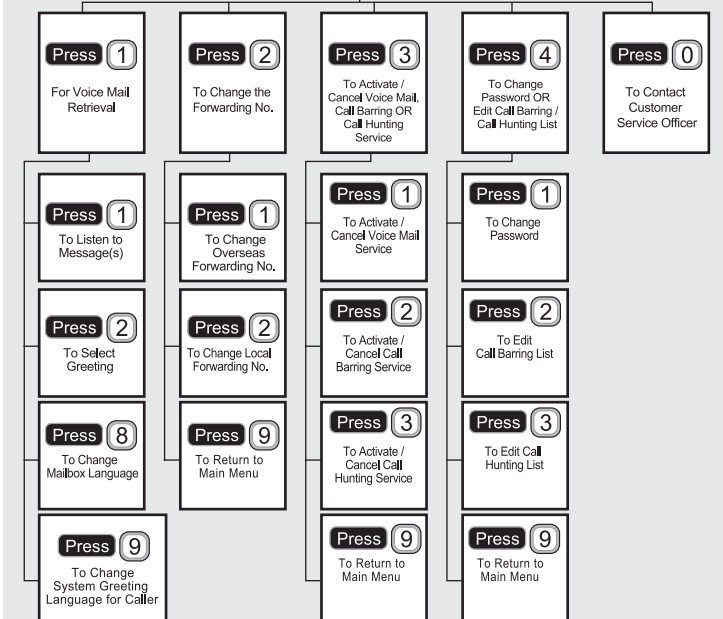 Press 1
For Voice Mail
Retrieval
Press 2
To Change the
Forwarding No.
Press 3
To Activate /
Cancel Voice Mail,
Call Barring OR
Call Hunting
Service
Press 4
To Change
Password OR
Edit Call Barring /
Call Hunting List
Press 0
To Contact
Customer
Service Officer
Press 1
To Listen to
Message(s)
Press 1
To Change
Overseas
Forwarding No.
Press 1
To Activate /
Cancel Voice Mail
Service
Press 1
To Change
Password
Press 2
To Select
Greeting
Press 2
To Change Local
Forwarding No.
Press 2
To Activate /
Cancel Call
Barring Service
Press 2
To Edit
Call Barring List
Press 8
To Change
Mailbox Language
Press 9
To Return to
Main Menu
Press 3
To Activate /
Cancel Call
Hunting Service
Press 3
To Edit Call
Hunting List
Press 9
To Change
System Greeting
Language for Caller
Press 9
To Return to
Main Menu
Press 9
To Return to
Main Menu